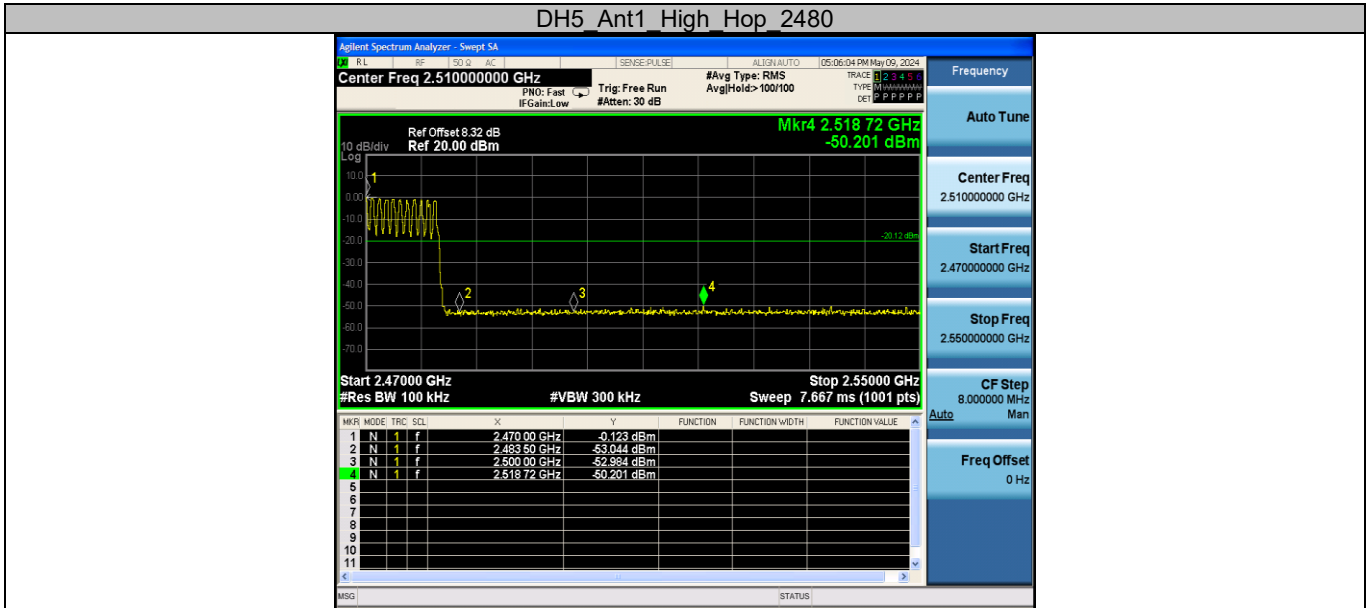 DH5_Ant1_High_Hop_2480
Agilent Spectrum Analyzer - Swept SA
RL RF 50 Ω AC SENSE:PULSE ALIGNAUTO 05:06:04 PM May 09, 2024
Center Freq 2.510000000 GHz
PNO: Fast
IFGain:Low
Trig: Free Run
#Atten: 30 dB
#Avg Type: RMS
Avg|Hold:>100/100
TRACE 1 2 3 4 5 6
TYPE M
DET P P P P P P
Frequency
Auto Tune
Center Freq
2.510000000 GHz
Start Freq
2.470000000 GHz
Stop Freq
2.550000000 GHz
CF Step
8.000000 MHz
Auto Man
Freq Offset
0 Hz
Mkr4 2.518 72 GHz
-50.201 dBm
Ref Offset 8.32 dB
10 dB/div Ref 20.00 dBm
Log
10.0
0.00
-10.0
-20.0
-30.0
-40.0
-50.0
-60.0
-70.0
1
2
3
4
-20.12 dBm
Start 2.47000 GHz Stop 2.55000 GHz
#Res BW 100 kHz #VBW 300 kHz Sweep 7.667 ms (1001 pts)
MKR MODE TRC SCL X Y FUNCTION FUNCTION WIDTH FUNCTION VALUE
1 N 1 f 2.470 00 GHz -0.123 dBm
2 N 1 f 2.483 50 GHz -53.044 dBm
3 N 1 f 2.500 00 GHz -52.984 dBm
4 N 1 f 2.518 72 GHz -50.201 dBm
5
6
7
8
9
10
11
MSG STATUS